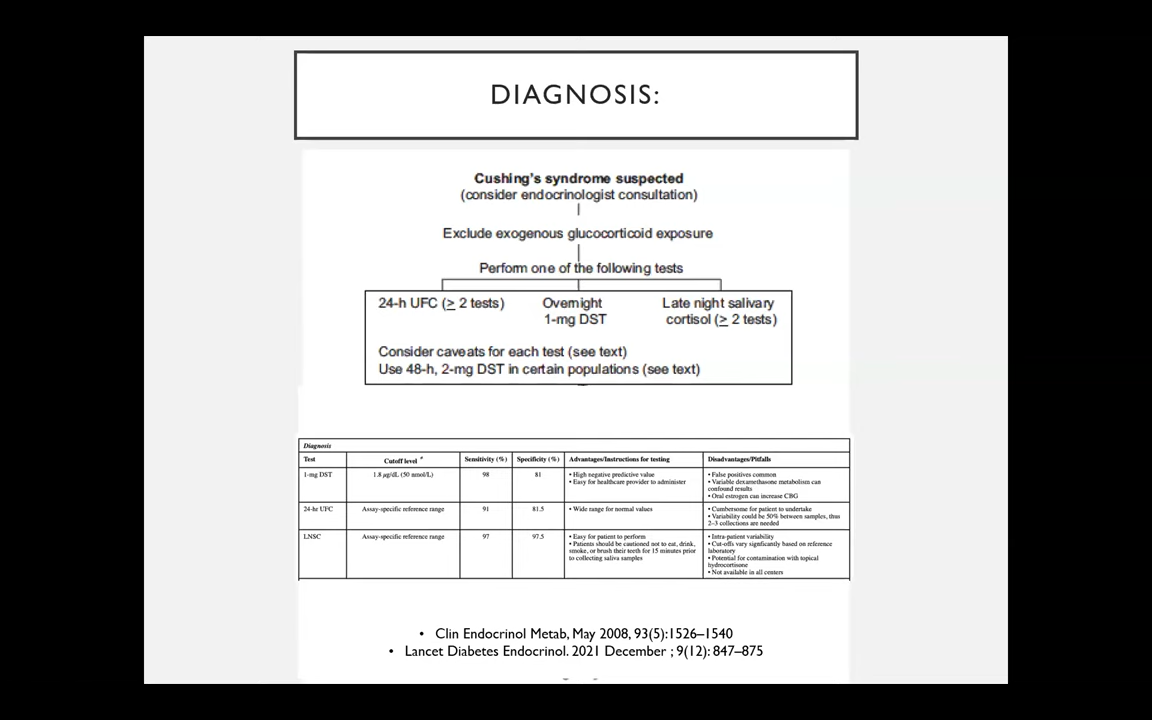 DIAGNOSIS:
Cushing's syndrome suspected
(consider endocrinologist consultation)
Exclude exogenous glucocorticoid exposure
Perform one of the following tests
24-h UFC (≥ 2 tests)
Overnight
1-mg DST
Late night salivary
cortisol (≥ 2 tests)
Consider caveats for each test (see text)
Use 48-h, 2-mg DST in certain populations (see text)
Diagnosis
Test Cutoff level Sensitivity (%) Specificity (%) Advantages/Instructions for testing Disadvantages/Pitfalls
1-mg DST 1.8 μg/dL (50 nmol/L) 98 81
• High negative predictive value
• Easy for healthcare provider to administer
• False positives common
• Variable dexamethasone metabolism can
confound results
• Oral estrogen can increase CBG
24-hr UFC Assay-specific reference range 91 81.5
• Wide range for normal values
• Cumbersome for patient to undertake
• Variability could be 50% between samples, thus
2–3 collections are needed
LNSC Assay-specific reference range 97 97.5
• Easy for patient to perform
• Patients should be cautioned not to eat, drink,
smoke, or brush their teeth for 15 minutes prior
to collecting saliva samples
• Intra-patient variability
• Cut-offs vary signficantly based on reference
laboratory
• Potential for contamination with topical
hydrocortisone
• Not available in all centers
• Clin Endocrinol Metab, May 2008, 93(5):1526–1540
• Lancet Diabetes Endocrinol. 2021 December ; 9(12): 847–875